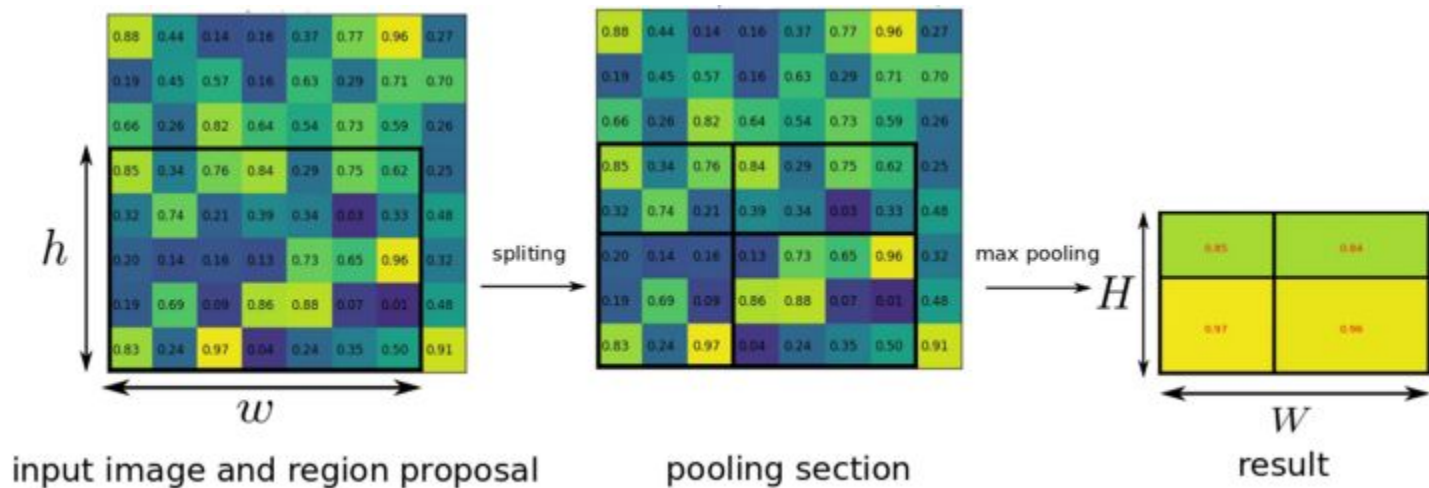 0.88 0.44 0.14 0.16 0.37 0.77 0.96 0.27
0.19 0.45 0.57 0.16 0.63 0.29 0.71 0.70
0.66 0.26 0.82 0.64 0.54 0.73 0.59 0.26
0.85 0.34 0.76 0.84 0.29 0.75 0.62 0.25
0.32 0.74 0.21 0.39 0.34 0.03 0.33 0.48
0.20 0.14 0.16 0.13 0.73 0.65 0.96 0.32
0.19 0.69 0.09 0.86 0.88 0.07 0.01 0.48
0.83 0.24 0.97 0.04 0.24 0.35 0.50 0.91
h
w
input image and region proposal
spliting
0.88 0.44 0.14 0.16 0.37 0.77 0.96 0.27
0.19 0.45 0.57 0.16 0.63 0.29 0.71 0.70
0.66 0.26 0.82 0.64 0.54 0.73 0.59 0.26
0.85 0.34 0.76 0.84 0.29 0.75 0.62 0.25
0.32 0.74 0.21 0.39 0.34 0.03 0.33 0.48
0.20 0.14 0.16 0.13 0.73 0.65 0.96 0.32
0.19 0.69 0.09 0.86 0.88 0.07 0.01 0.48
0.83 0.24 0.97 0.04 0.24 0.35 0.50 0.91
pooling section
max pooling
0.85 0.84
0.97 0.96
H
W
result